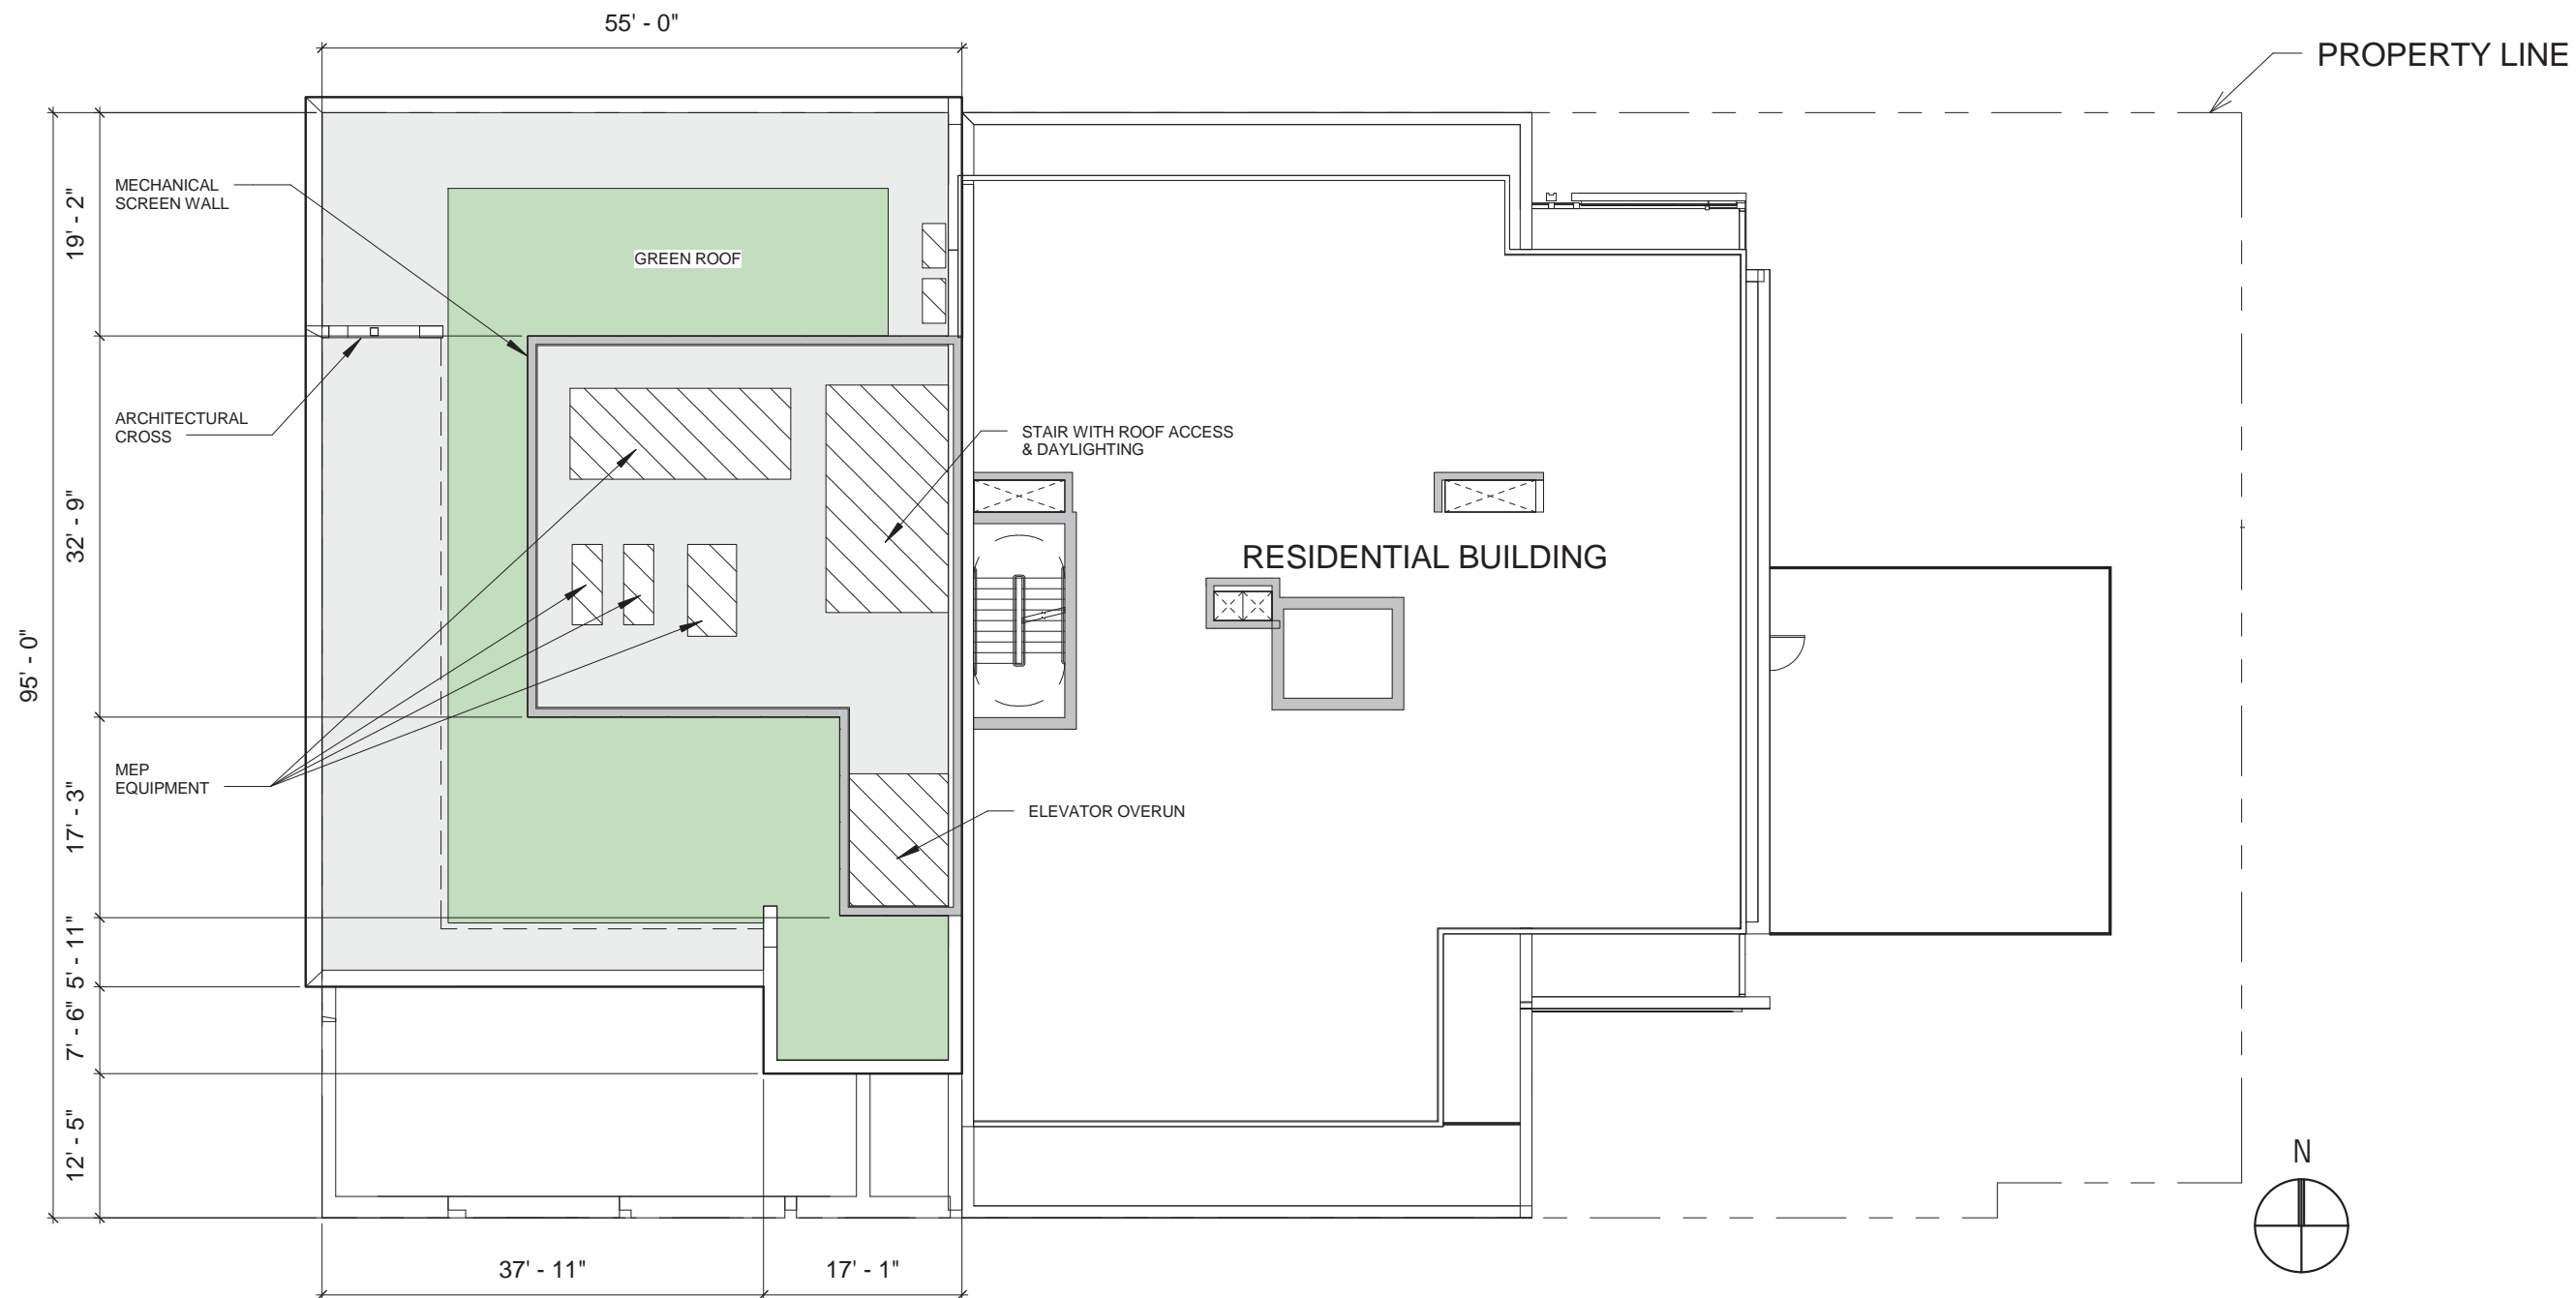 55' - 0"
PROPERTY LINE
MECHANICAL
SCREEN WALL
19' - 2"
GREEN ROOF
ARCHITECTURAL
CROSS
STAIR WITH ROOF ACCESS
& DAYLIGHTING
32' - 9"
RESIDENTIAL BUILDING
95' - 0"
MEP
EQUIPMENT
17' - 3"
ELEVATOR OVERUN
5' - 11"
7' - 6"
12' - 5"
N
37' - 11"
17' - 1"